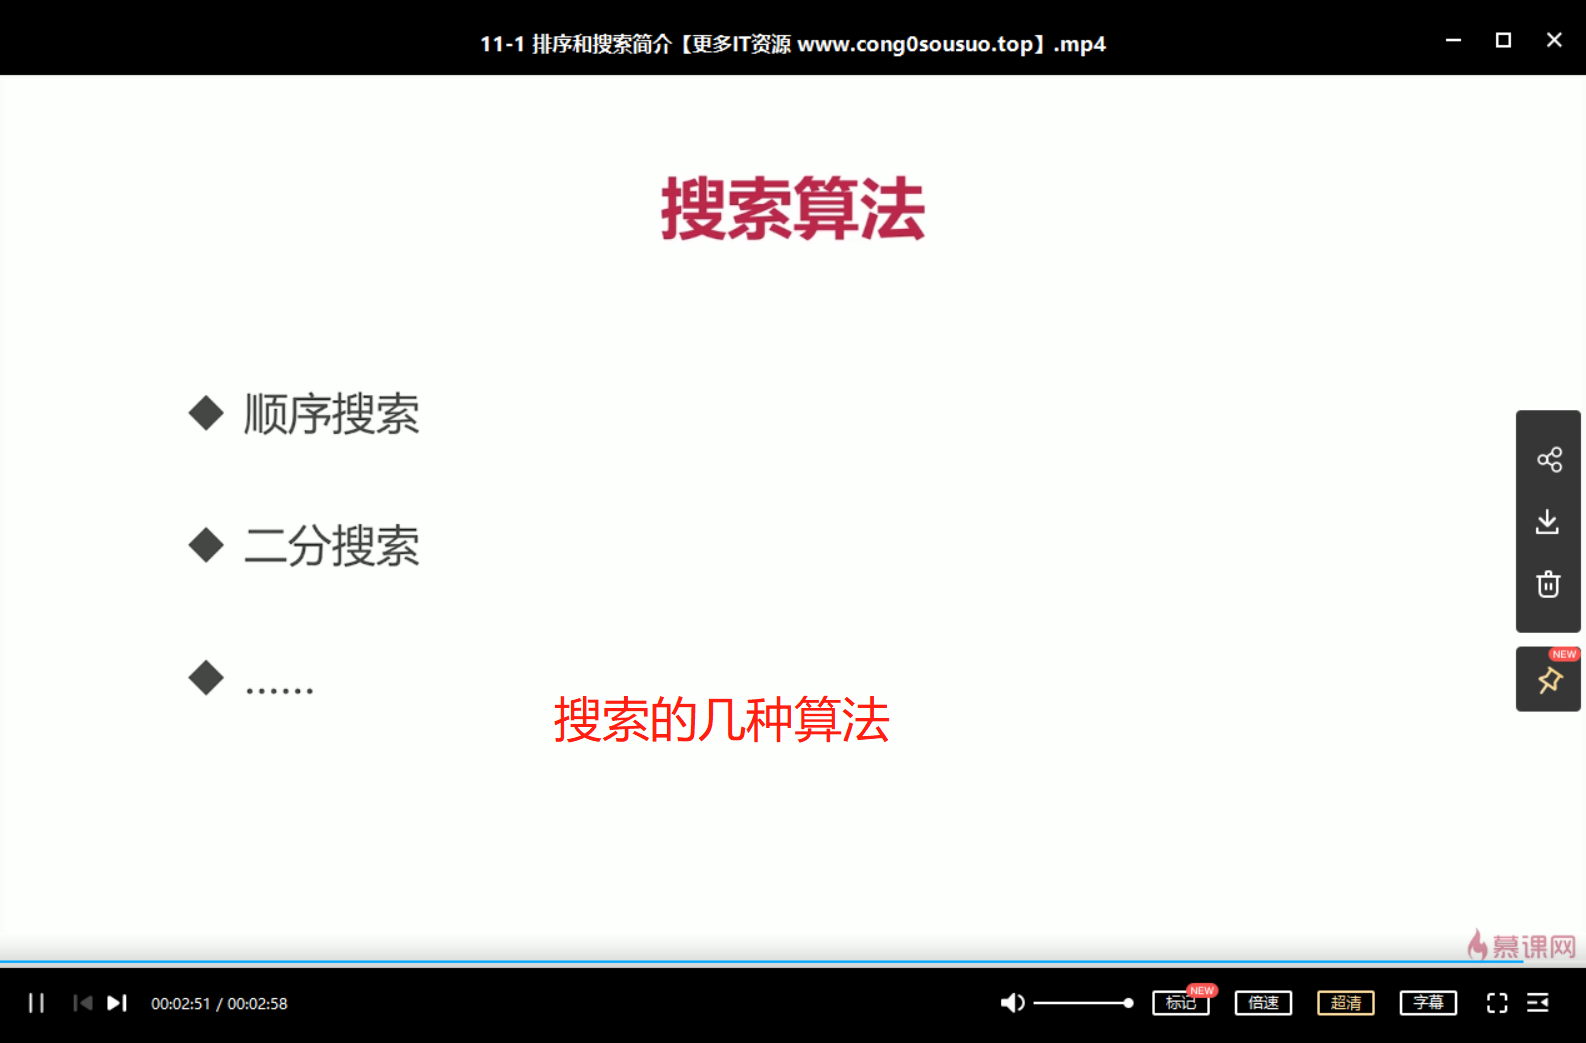 11-1 排序和搜索简介【更多IT资源 www.cong0sousuo.top】.mp4
搜索算法
◆ 顺序搜索
◆ 二分搜索
◆ ......
搜索的几种算法
NEW
慕课网
00:02:51 / 00:02:58
标记
NEW
倍速
超清
字幕